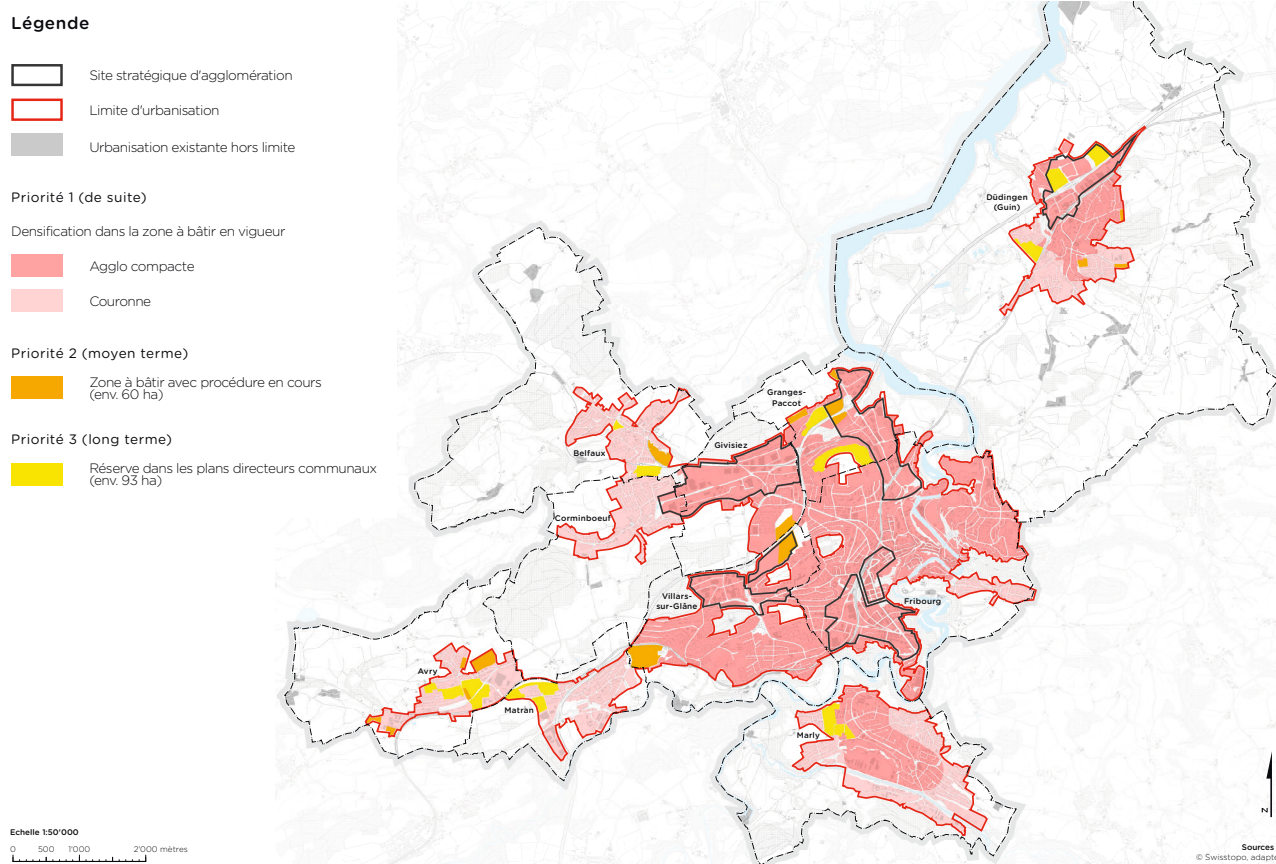 Légende
Site stratégique d'agglomération
Limite d'urbanisation
Urbanisation existante hors limite
Priorité 1 (de suite)
Densification dans la zone à bâtir en vigueur
Agglo compacte
Couronne
Priorité 2 (moyen terme)
Zone à bâtir avec procédure en cours
(env. 60 ha)
Priorité 3 (long terme)
Réserve dans les plans directeurs communaux
(env. 93 ha)
Düdingen
(Guin)
Granges-
Paccot
Givisiez
Belfaux
Corminboeuf
Villars-
sur-Glâne
Fribourg
Avry
Matran
Marly
Echelle 1:50'000
0 500 1'000 2'000 mètres
N
Sources
© Swisstopo, adapt